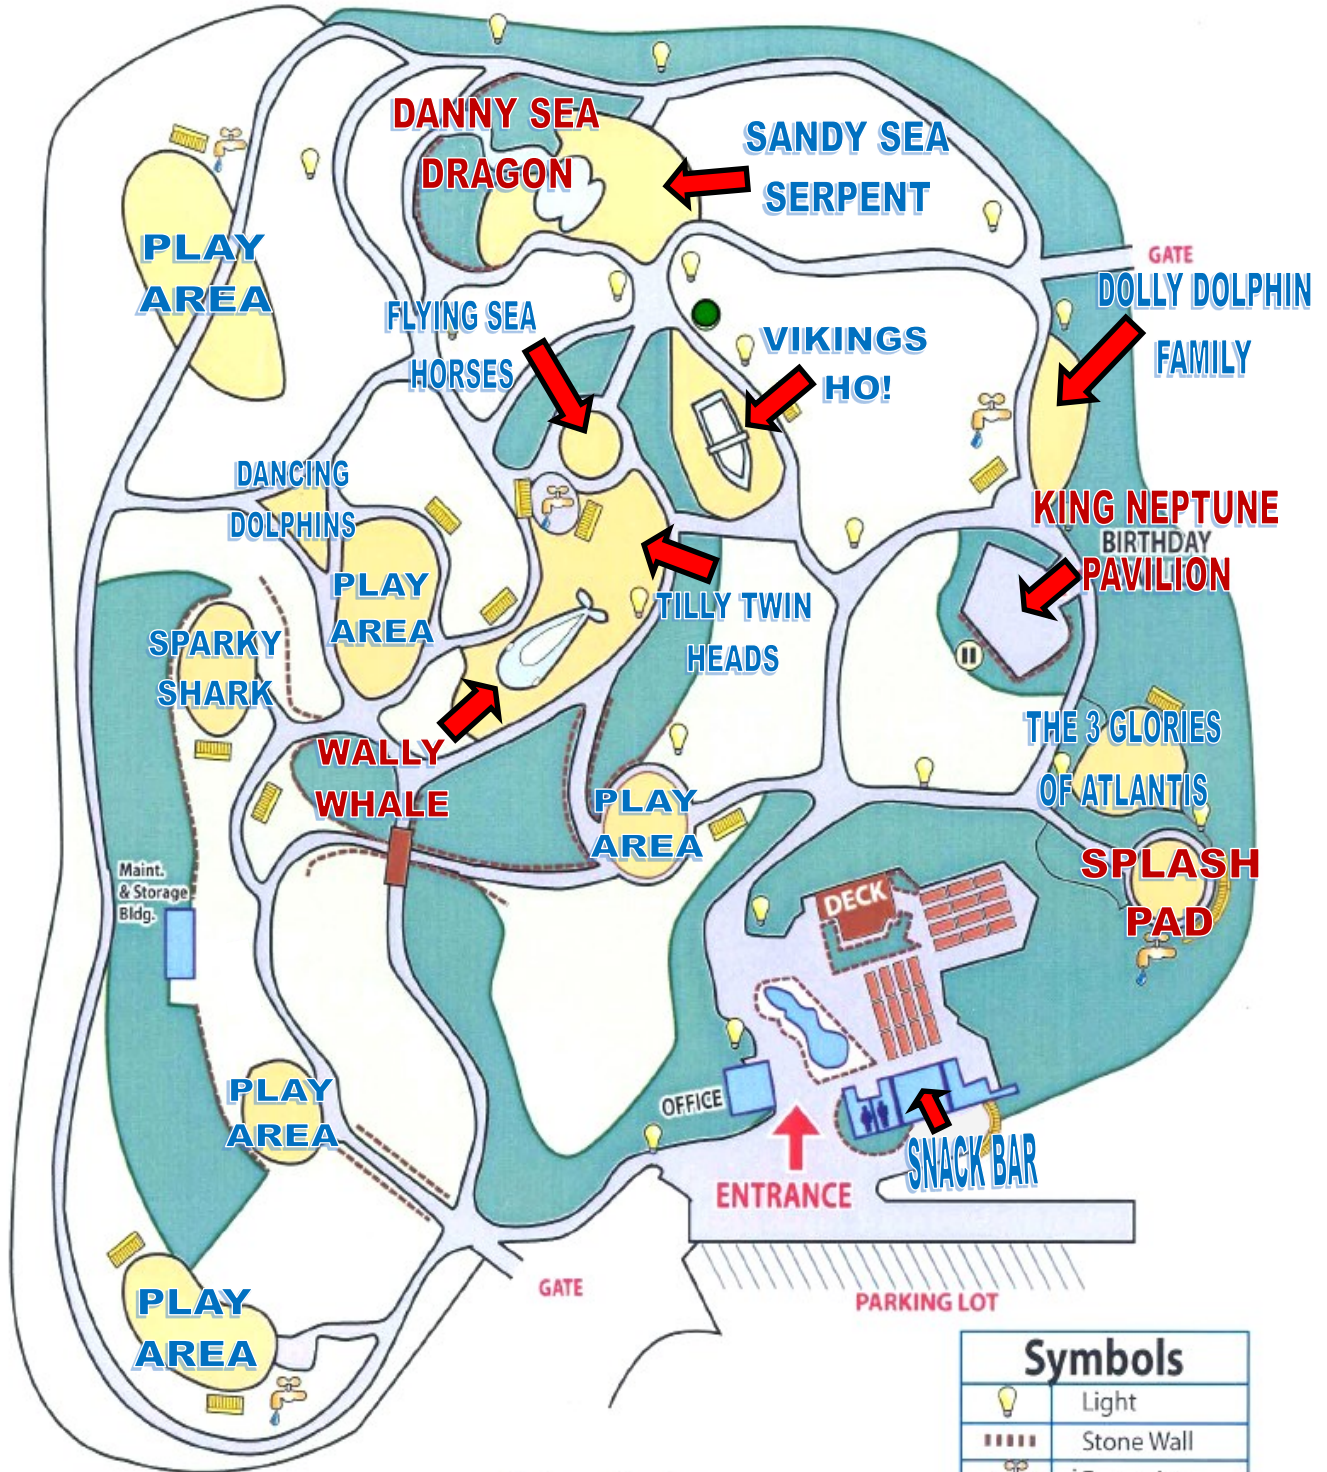 DANNY SEA
DRAGON
SANDY SEA
SERPENT
PLAY
AREA
GATE
DOLLY DOLPHIN
FAMILY
FLYING SEA
HORSES
VIKINGS
HO!
DANCING
DOLPHINS
KING NEPTUNE
BIRTHDAY
PAVILION
PLAY
AREA
TILLY TWIN
HEADS
SPARKY
SHARK
THE 3 GLORIES
OF ATLANTIS
WALLY
WHALE
PLAY
AREA
SPLASH
PAD
Maint.
& Storage
Bldg.
DECK
PLAY
AREA
OFFICE
SNACK BAR
ENTRANCE
GATE
PARKING LOT
PLAY
AREA
Symbols
Light
Stone Wall